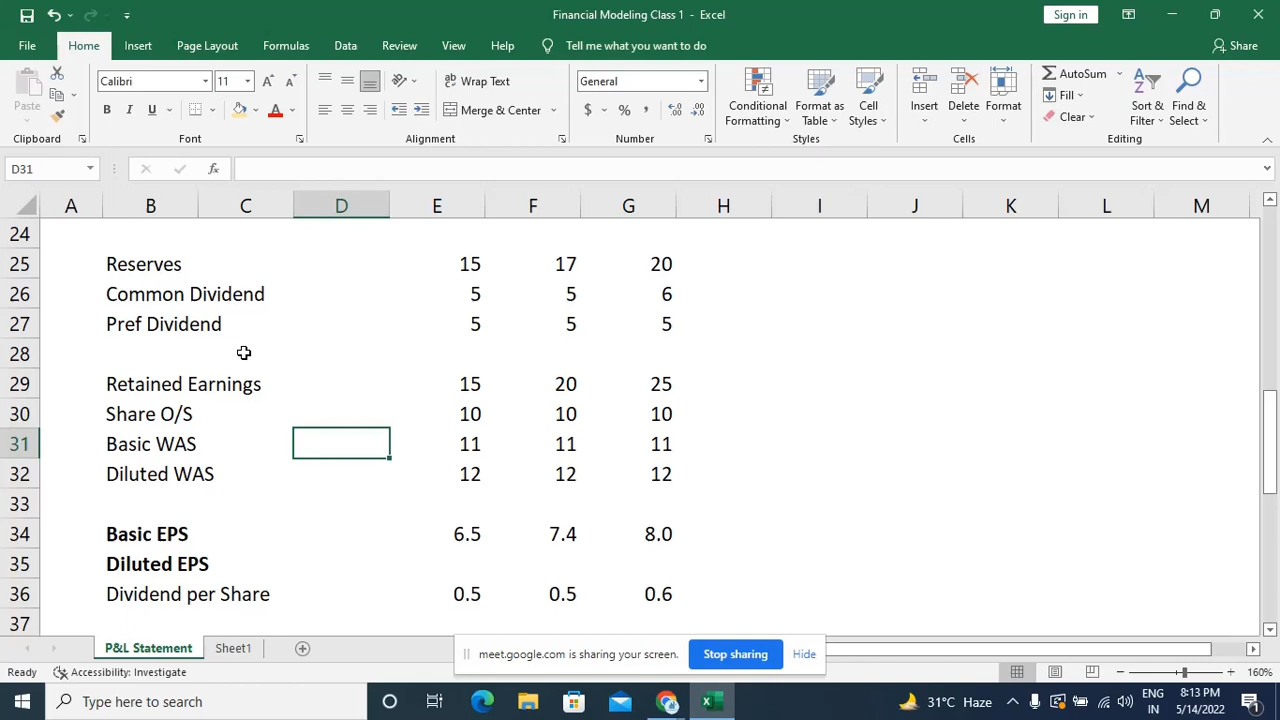 Financial Modeling Class 1 - Excel
Sign in
File Home Insert Page Layout Formulas Data Review View Help Tell me what you want to do Share
Paste
Calibri 11
B I U
Wrap Text
Merge & Center
General
$ %
Conditional Formatting
Format as Table
Cell Styles
Insert Delete Format
AutoSum
Fill
Clear
Sort & Filter
Find & Select
Clipboard Font Alignment Number Styles Cells Editing
D31
A B C D E F G H I J K L M
24
25 Reserves 15 17 20
26 Common Dividend 5 5 6
27 Pref Dividend 5 5 5
28
29 Retained Earnings 15 20 25
30 Share O/S 10 10 10
31 Basic WAS 11 11 11
32 Diluted WAS 12 12 12
33
34 Basic EPS 6.5 7.4 8.0
35 Diluted EPS
36 Dividend per Share 0.5 0.5 0.6
37
P&L Statement Sheet1
meet.google.com is sharing your screen. Stop sharing Hide
Ready Accessibility: Investigate 160%
Type here to search 31°C Haze ENG IN 8:13 PM 5/14/2022 1